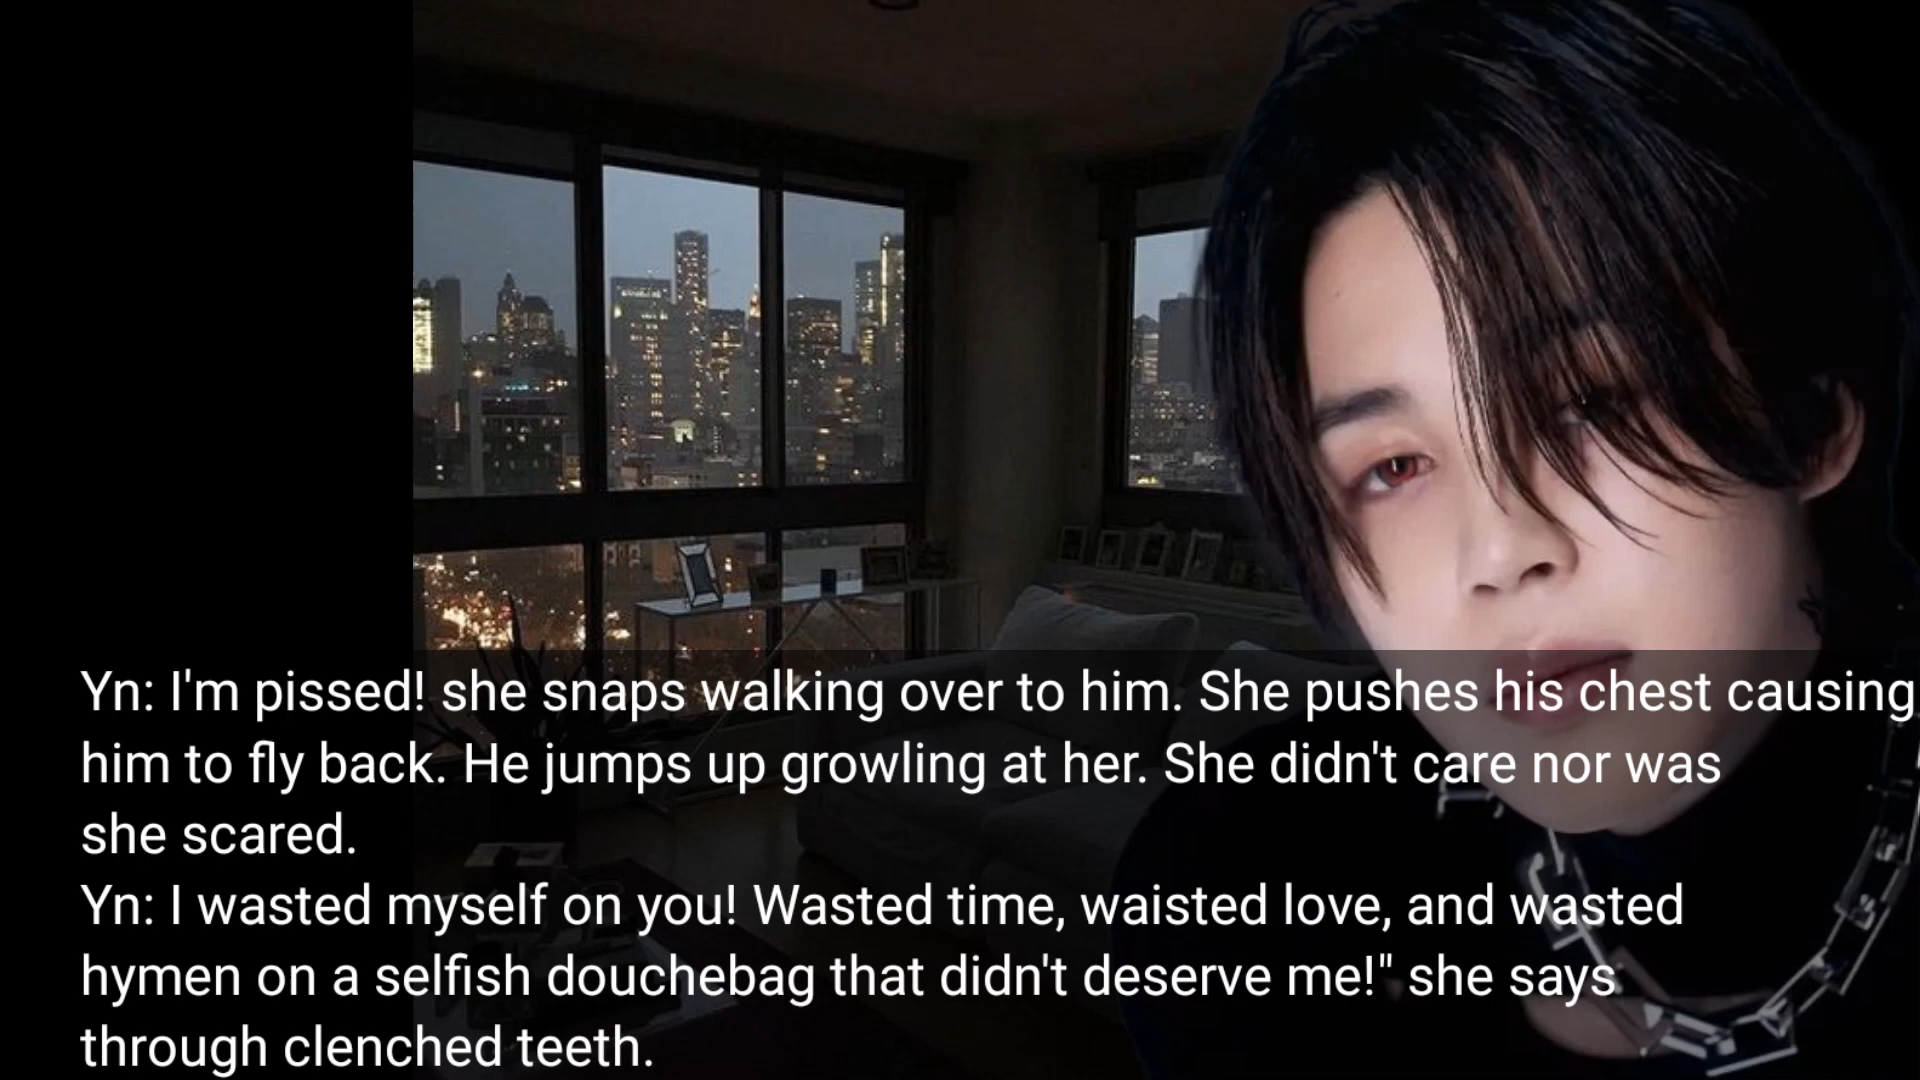 Yn: I'm pissed! she snaps walking over to him. She pushes his chest causing
him to fly back. He jumps up growling at her. She didn't care nor was
she scared.
Yn: I wasted myself on you! Wasted time, waisted love, and wasted
hymen on a selfish douchebag that didn't deserve me!" she says
through clenched teeth.